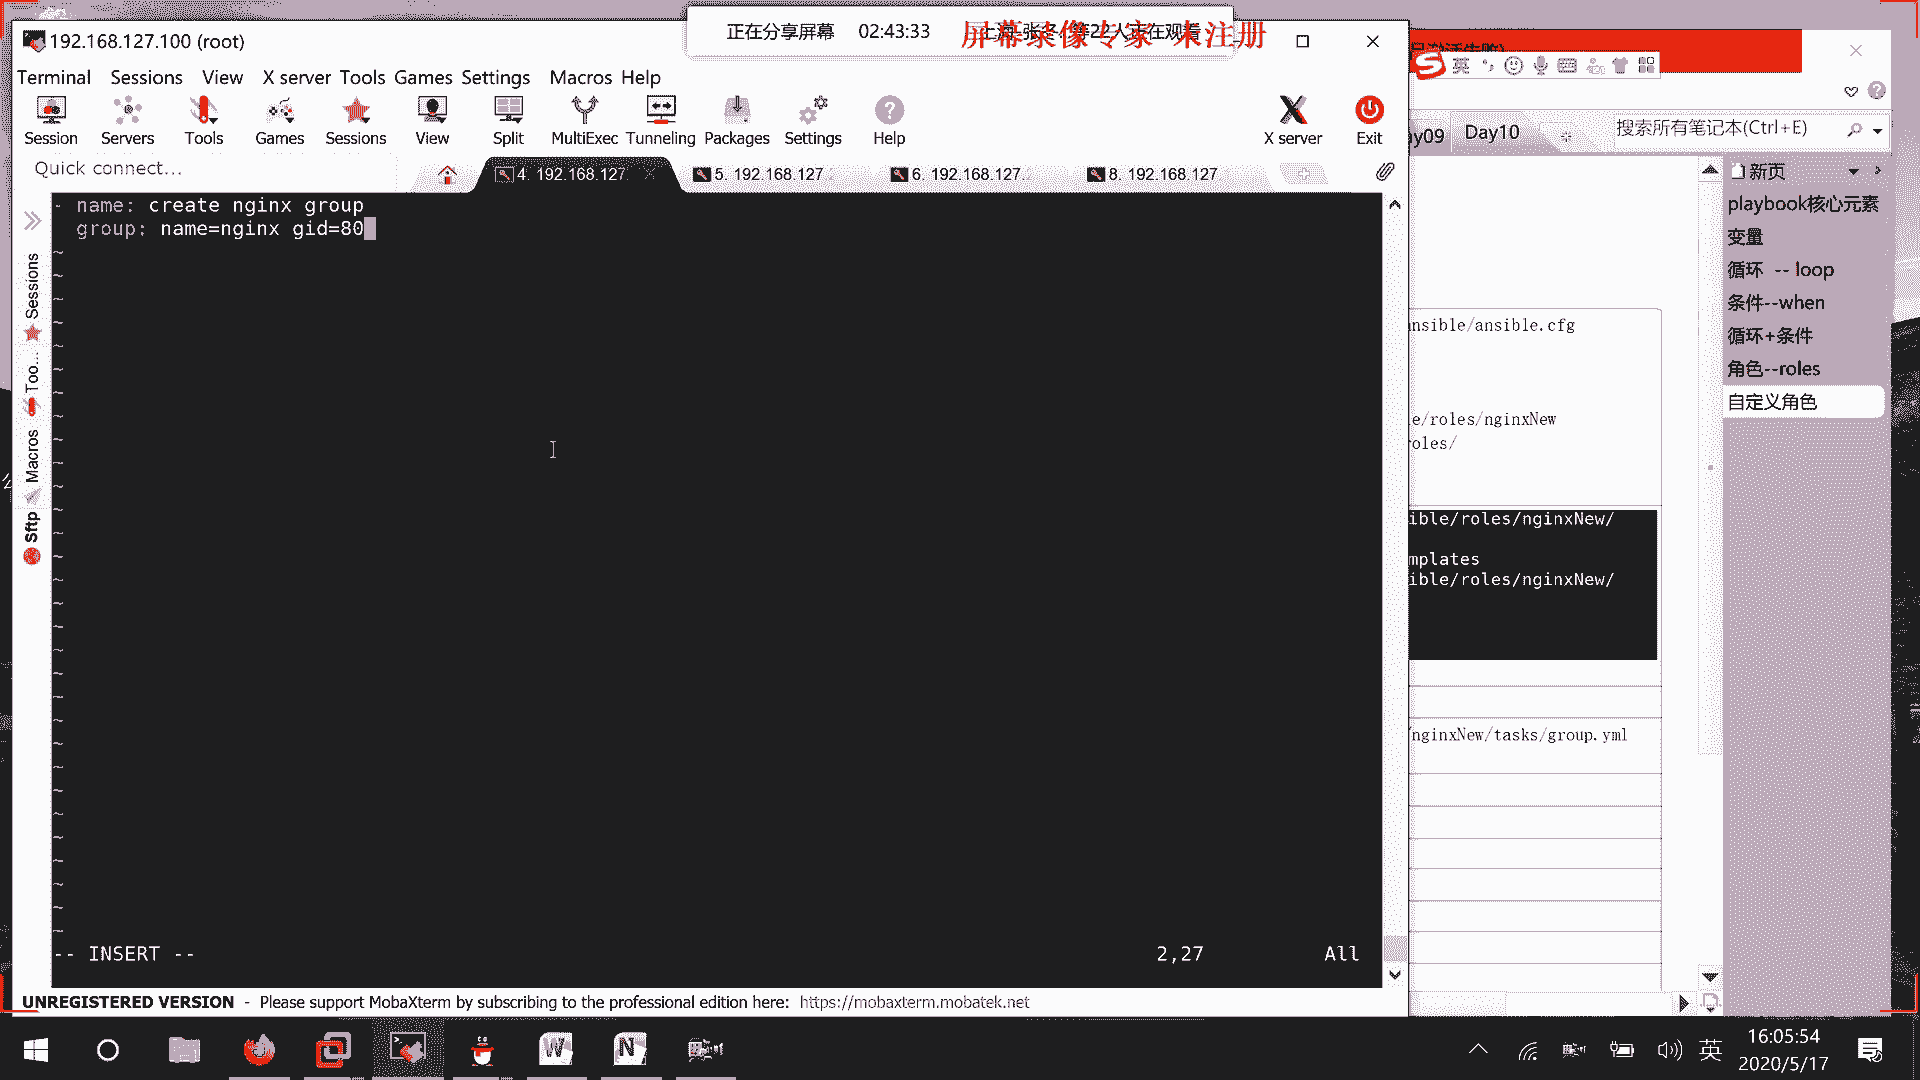 192.168.127.100 (root)
正在分享屏幕 02:43:33
屏幕录像专家 未注册
Terminal Sessions View X server Tools Games Settings Macros Help
Session Servers Tools Games Sessions View Split MultiExec Tunneling Packages Settings Help X server Exit
Quick connect...
4. 192.168.127.
5. 192.168.127.
6. 192.168.127.
8. 192.168.127
- name: create nginx group
group: name=nginx gid=80
-- INSERT --
2,27
All
Sessions
Too...
Macros
Sftp
UNREGISTERED VERSION - Please support MobaXterm by subscribing to the professional edition here: https://mobaxterm.mobatek.net
英
ay09
Day10
搜索所有笔记本(Ctrl+E)
新页
playbook核心元素
变量
循环 -- loop
条件--when
循环+条件
角色--roles
自定义角色
ansible/ansible.cfg
le/roles/nginxNew
roles/
ible/roles/nginxNew/
mplates
ible/roles/nginxNew/
/nginxNew/tasks/group.yml
英
16:05:54
2020/5/17